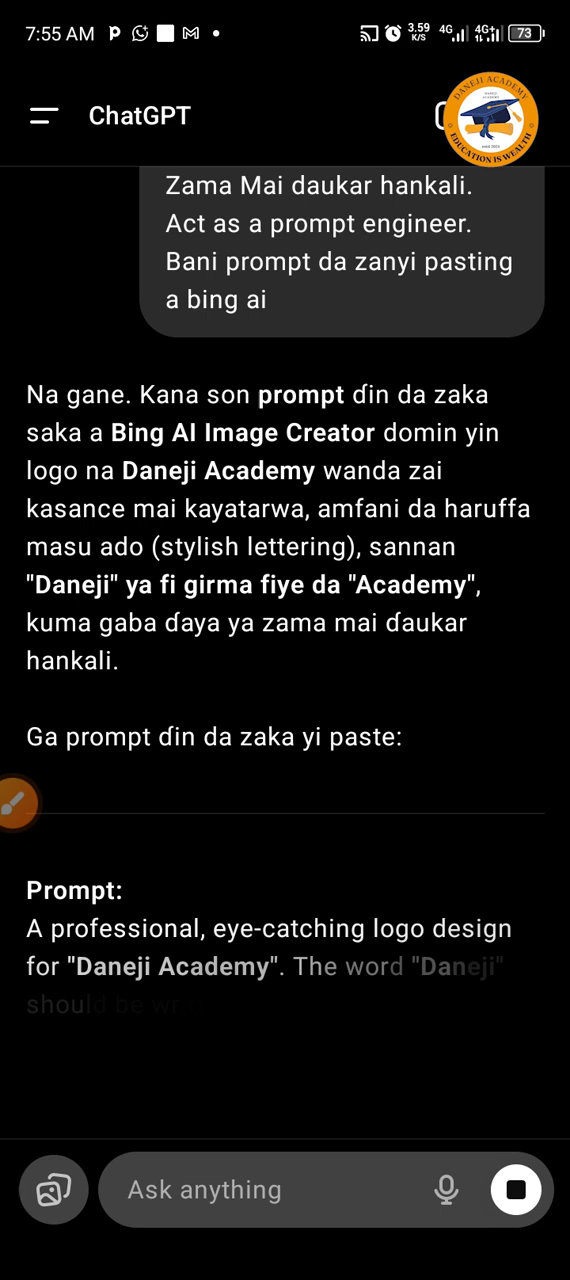 7:55 AM
3.59 K/S
4G
4G+
73
ChatGPT
DANEJI ACADEMY
EDUCATION IS WEALTH
Zama Mai daukar hankali.
Act as a prompt engineer.
Bani prompt da zanyi pasting
a bing ai
Na gane. Kana son prompt ɗin da zaka
saka a Bing AI Image Creator domin yin
logo na Daneji Academy wanda zai
kasance mai kayatarwa, amfani da haruffa
masu ado (stylish lettering), sannan
"Daneji" ya fi girma fiye da "Academy",
kuma gaba ɗaya ya zama mai ɗaukar
hankali.
Ga prompt ɗin da zaka yi paste:
Prompt:
A professional, eye-catching logo design
for "Daneji Academy". The word "Daneji"
should be
Ask anything